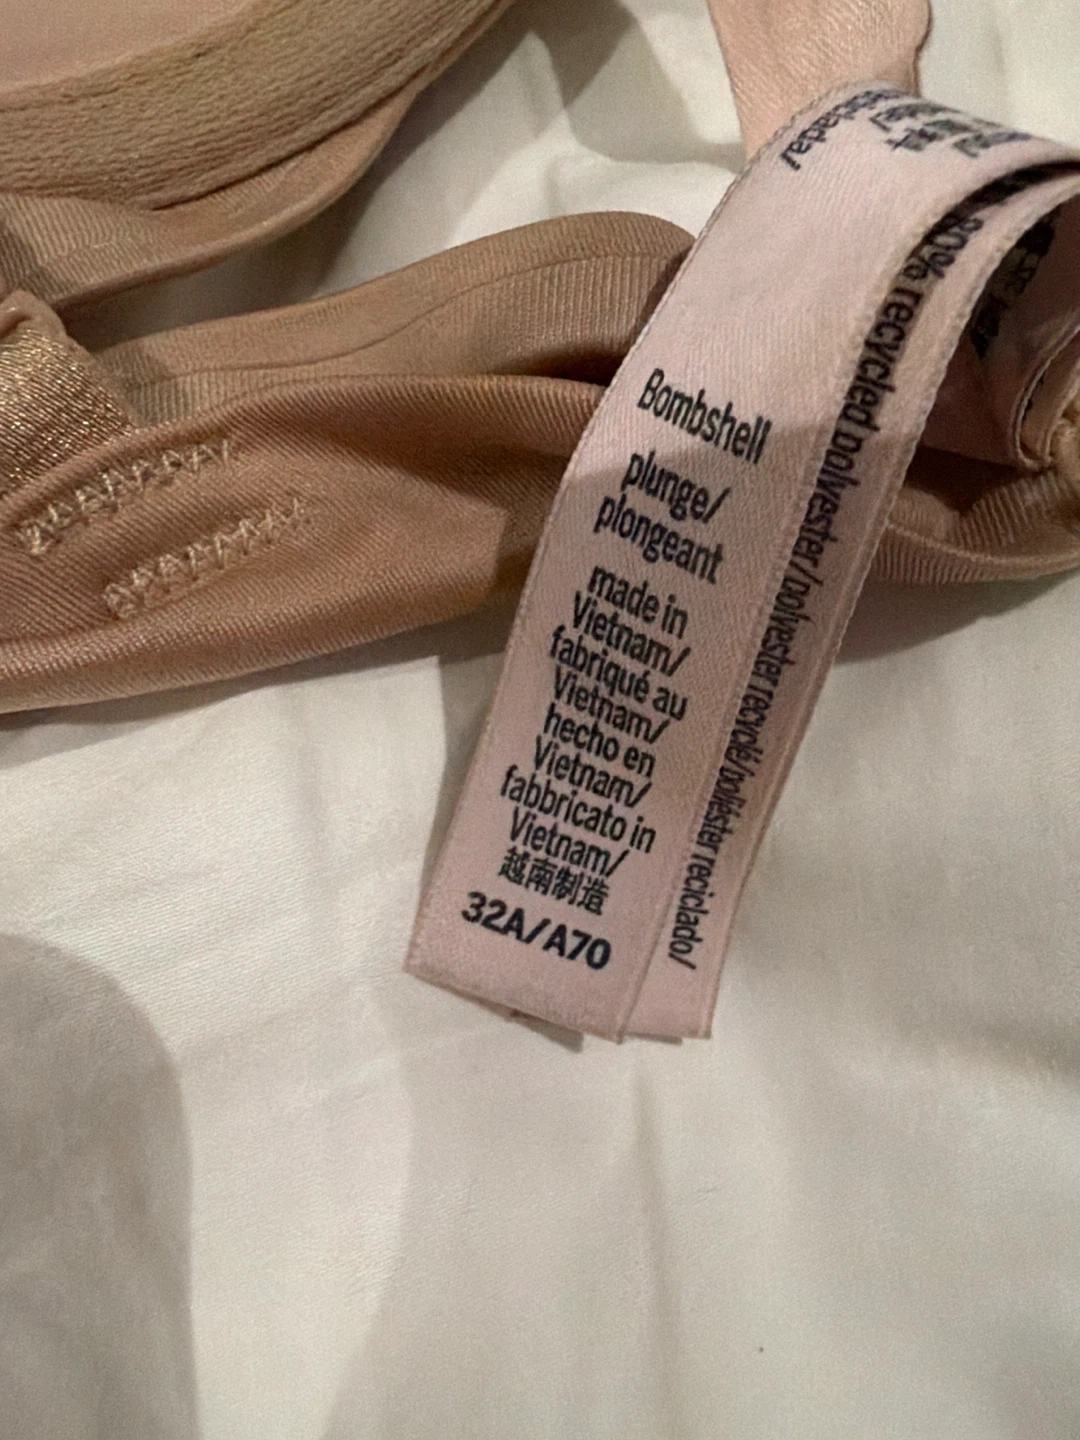 Bombshell
plunge/
plongeant
made in
Vietnam/
fabriqué au
Vietnam/
hecho en
Vietnam/
fabbricato in
Vietnam/
越南制造
32A/A70
80% recycled polyester/polyester recyclé/poliéster reciclado/